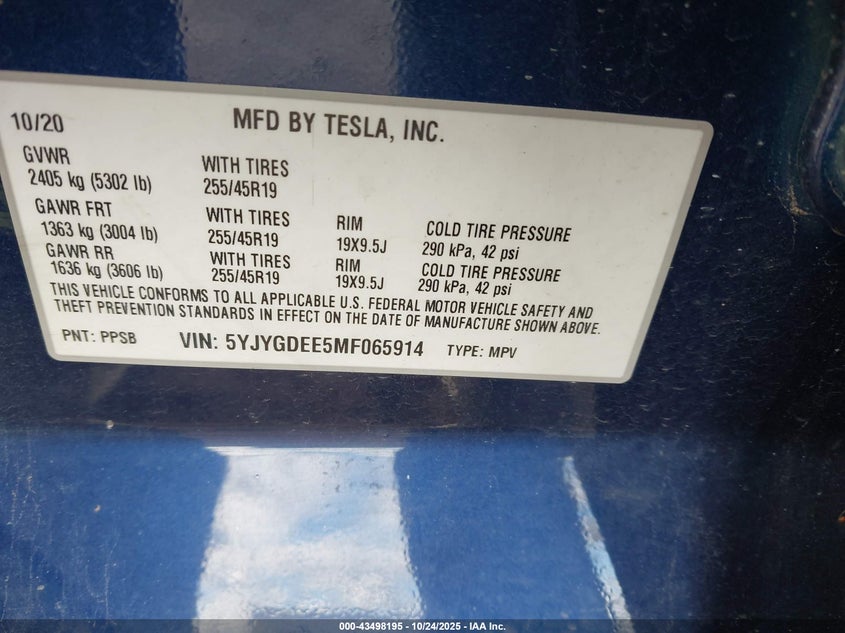 10/20 MFD BY TESLA, INC.
GVWR
2405 kg (5302 lb) WITH TIRES
255/45R19
GAWR FRT
1363 kg (3004 lb) WITH TIRES
255/45R19 RIM
19X9.5J COLD TIRE PRESSURE
290 kPa, 42 psi
GAWR RR
1636 kg (3606 lb) WITH TIRES
255/45R19 RIM
19X9.5J COLD TIRE PRESSURE
290 kPa, 42 psi
THIS VEHICLE CONFORMS TO ALL APPLICABLE U.S. FEDERAL MOTOR VEHICLE SAFETY AND
THEFT PREVENTION STANDARDS IN EFFECT ON THE DATE OF MANUFACTURE SHOWN ABOVE.
PNT: PPSB VIN: 5YJYGDEE5MF065914 TYPE: MPV
000-43498195 - 10/24/2025 - IAA Inc.